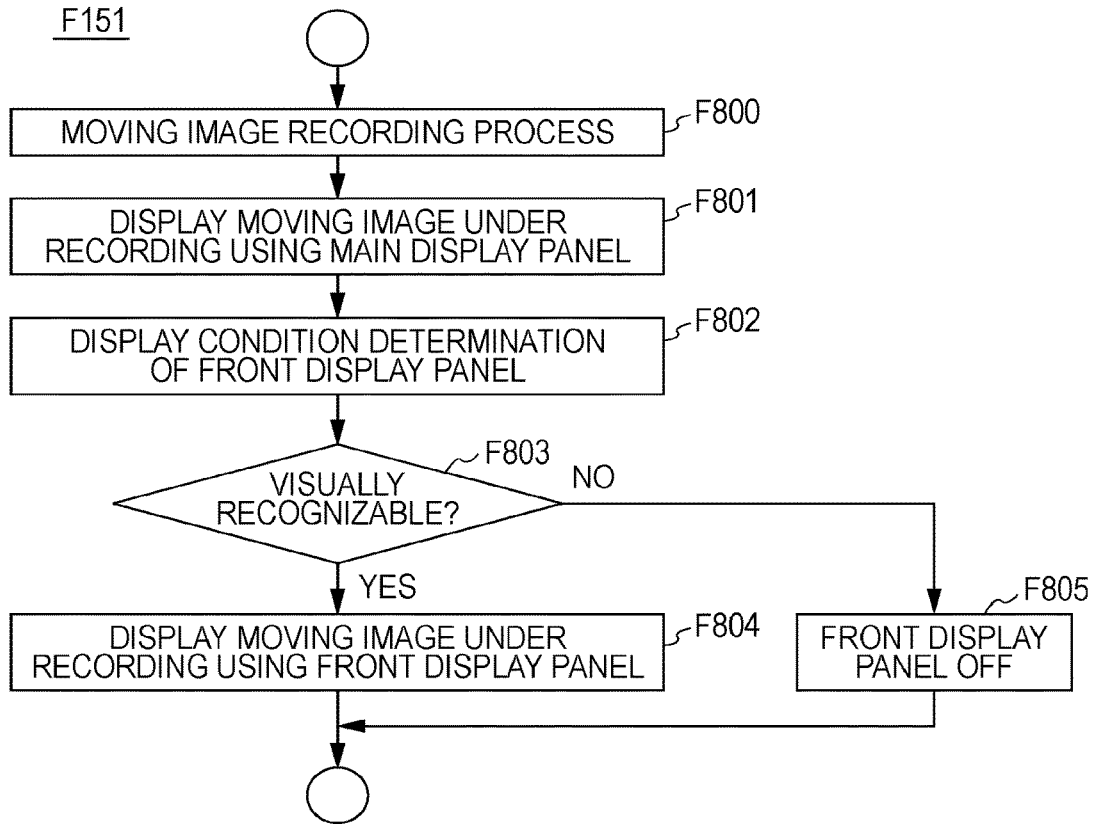 F151
MOVING IMAGE RECORDING PROCESS
F800
DISPLAY MOVING IMAGE UNDER
RECORDING USING MAIN DISPLAY PANEL
F801
DISPLAY CONDITION DETERMINATION
OF FRONT DISPLAY PANEL
F802
VISUALLY
RECOGNIZABLE?
F803
NO
YES
DISPLAY MOVING IMAGE UNDER
RECORDING USING FRONT DISPLAY PANEL
F804
FRONT DISPLAY
PANEL OFF
F805